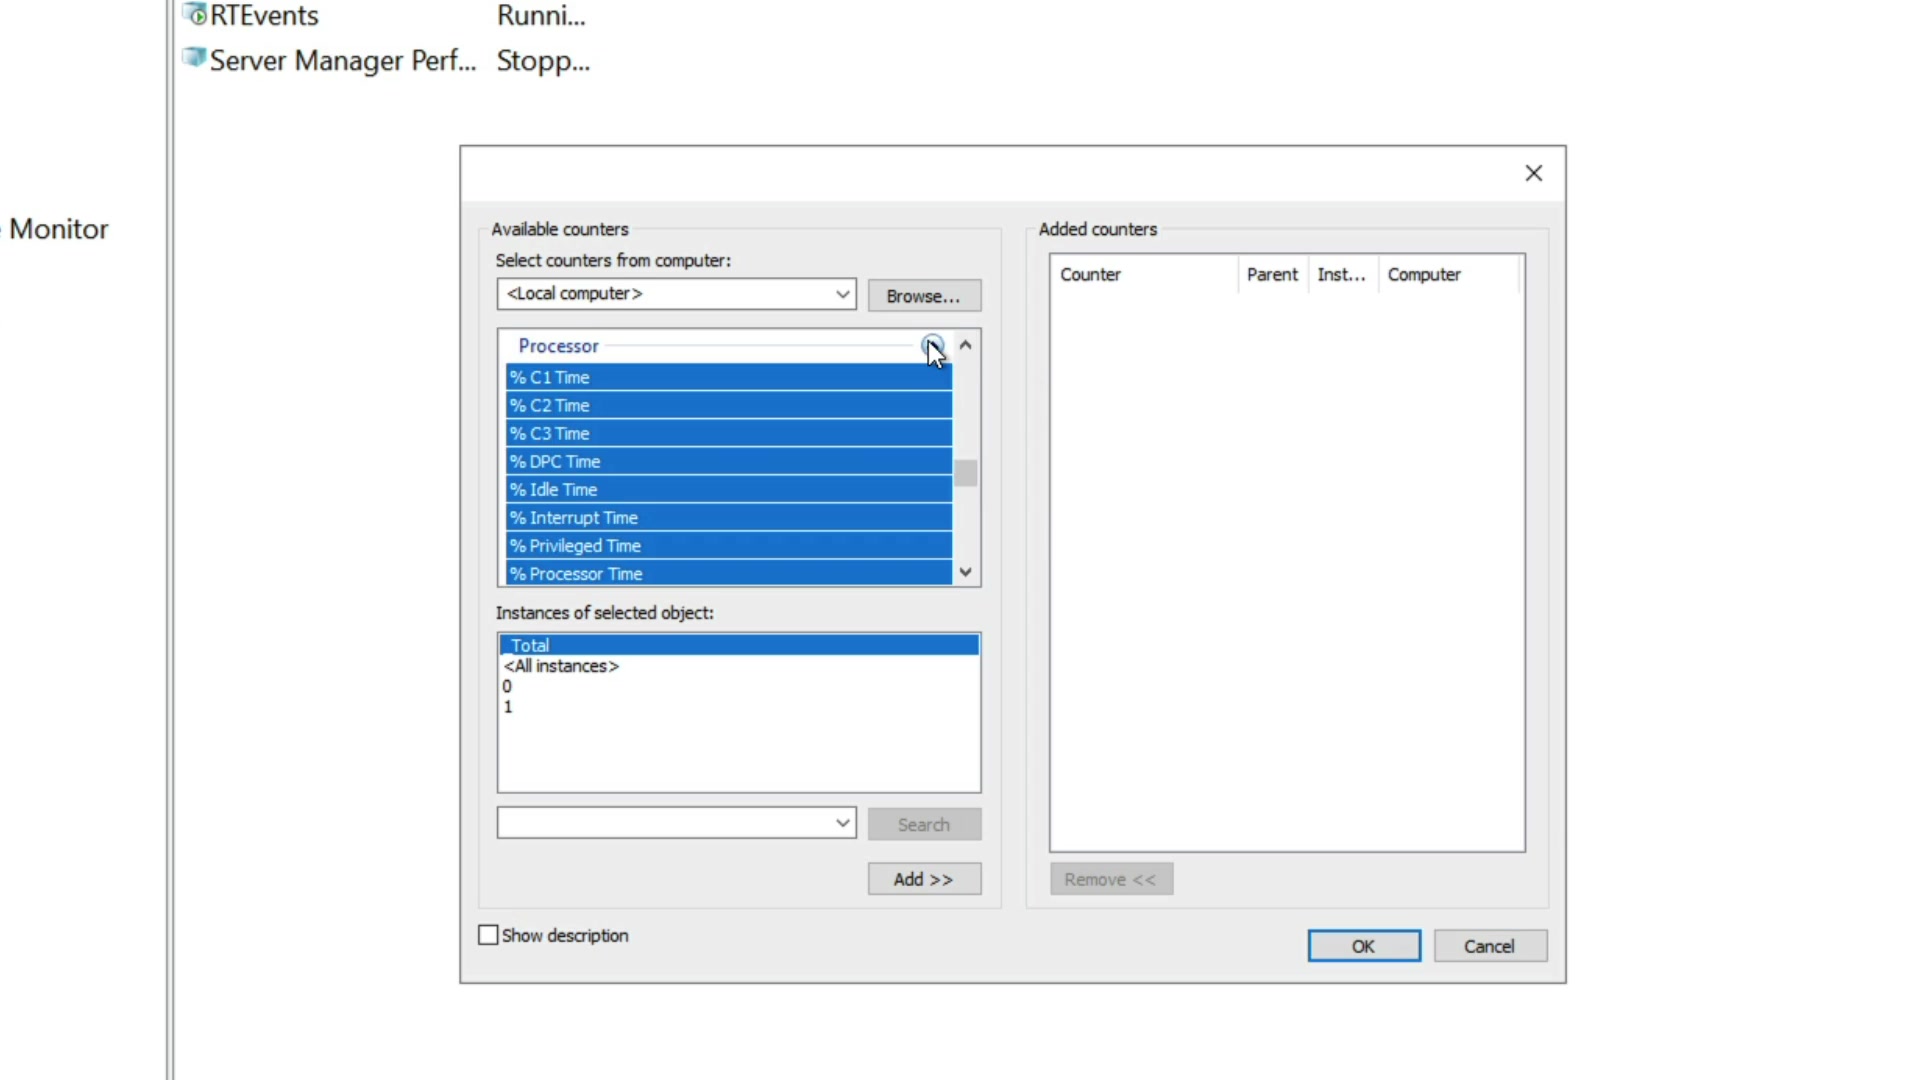 RTEvents Runni...
Server Manager Perf... Stopp...
Monitor
Available counters
Select counters from computer:
<Local computer>
Browse...
Processor
% C1 Time
% C2 Time
% C3 Time
% DPC Time
% Idle Time
% Interrupt Time
% Privileged Time
% Processor Time
Instances of selected object:
_Total
<All instances>
0
1
Search
Add >>
Show description
Added counters
Counter Parent Inst... Computer
Remove <<
OK
Cancel